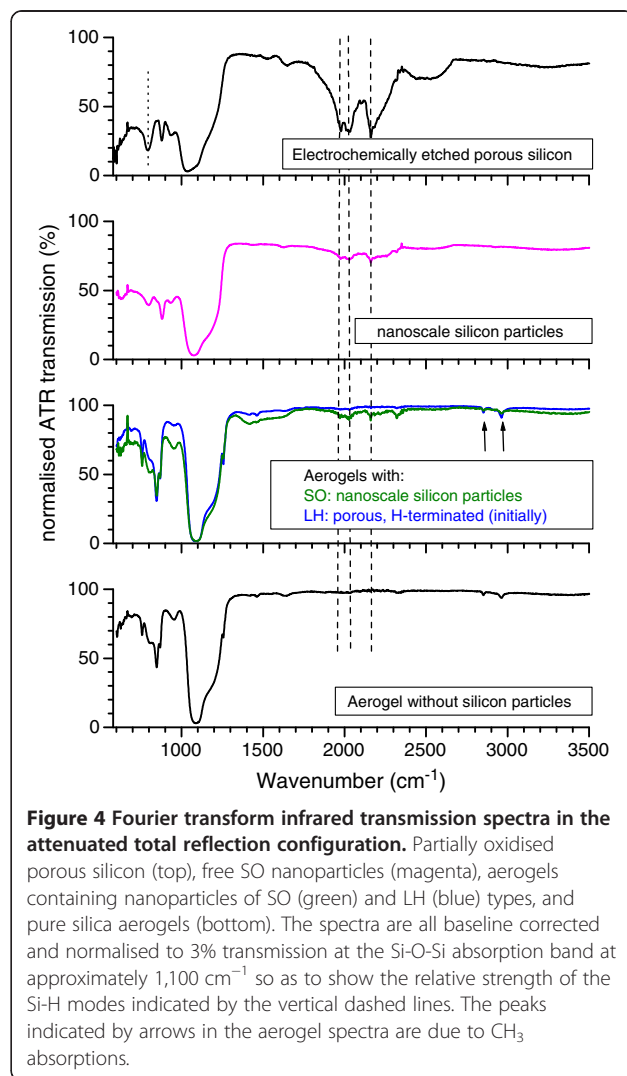 100
50
0
Electrochemically etched porous silicon
100
50
0
nanoscale silicon particles
normalised ATR transmission (%)
100
50
0
Aerogels with:
SO: nanoscale silicon particles
LH: porous, H-terminated (initially)
100
50
0
Aerogel without silicon particles
1000 1500 2000 2500 3000 3500
Wavenumber (cm⁻¹)
Figure 4 Fourier transform infrared transmission spectra in the
attenuated total reflection configuration. Partially oxidised
porous silicon (top), free SO nanoparticles (magenta), aerogels
containing nanoparticles of SO (green) and LH (blue) types, and
pure silica aerogels (bottom). The spectra are all baseline corrected
and normalised to 3% transmission at the Si-O-Si absorption band at
approximately 1,100 cm⁻¹ so as to show the relative strength of the
Si-H modes indicated by the vertical dashed lines. The peaks
indicated by arrows in the aerogel spectra are due to CH₃
absorptions.